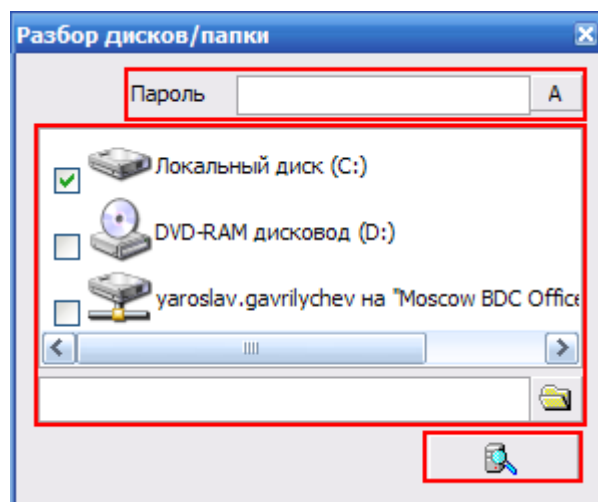 Разбор дисков/папки
Пароль
A
Локальный диск (C:)
DVD-RAM дисковод (D:)
yaroslav.gavrilychev на "Moscow BDC Office